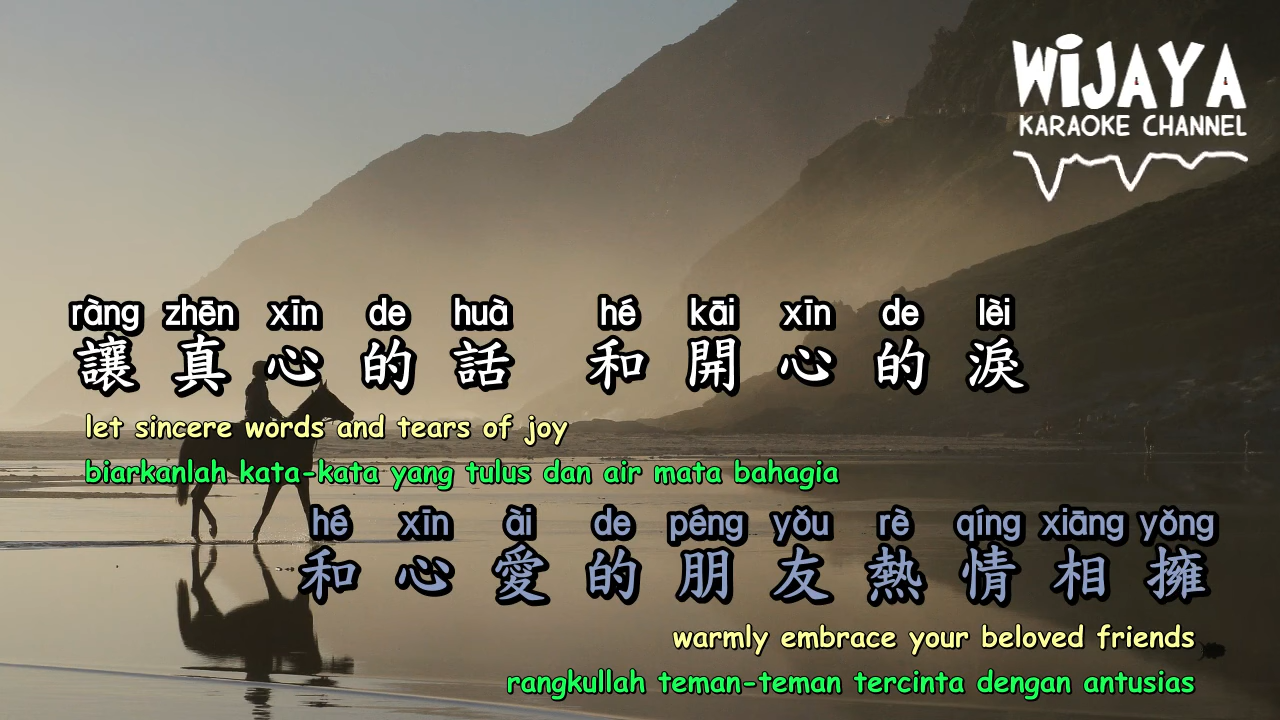 WiJAYA
KARAOKE CHANNEL
ràng zhēn xīn de huà hé kāi xīn de lèi
讓真心的話 和開心的淚
let sincere words and tears of joy
biarkanlah kata-kata yang tulus dan air mata bahagia
hé xīn ài de péng yǒu rè qíng xiāng yǒng
和心愛的朋友熱情相擁
warmly embrace your beloved friends
rangkullah teman-teman tercinta dengan antusias